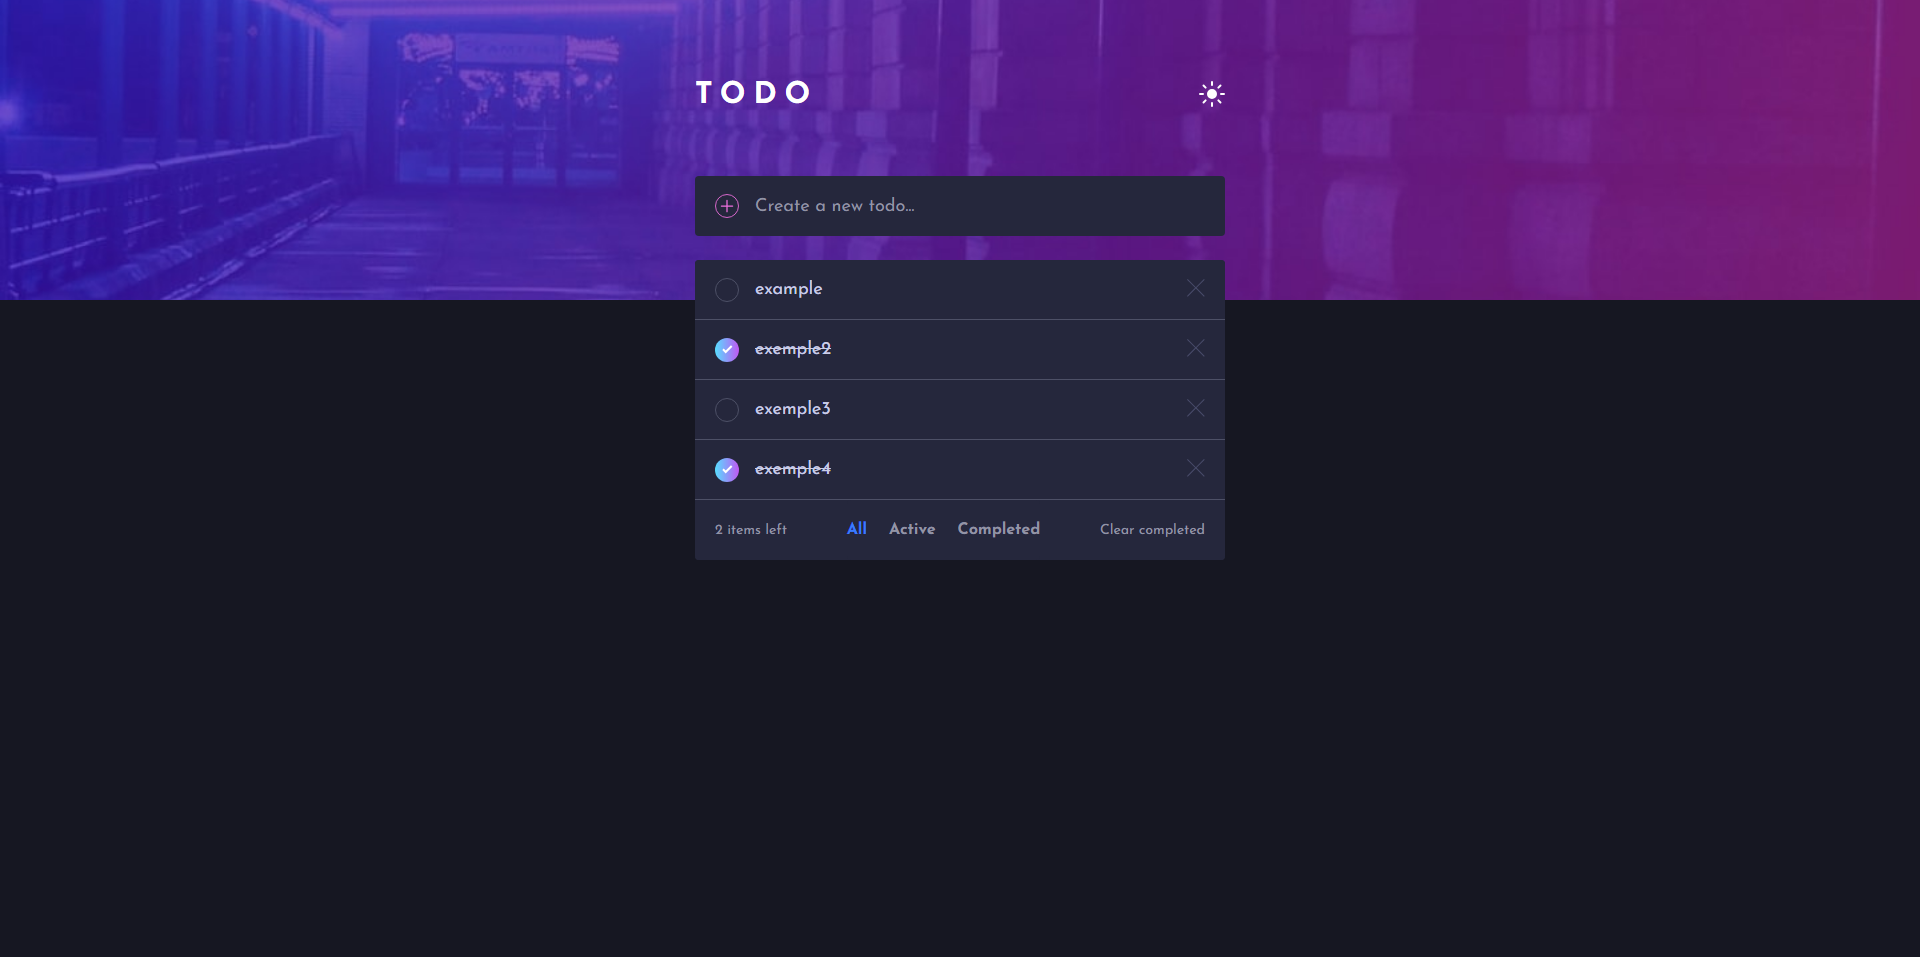 TODO
Create a new todo...
example
exemple2
exemple3
exemple4
2 items left All Active Completed Clear completed